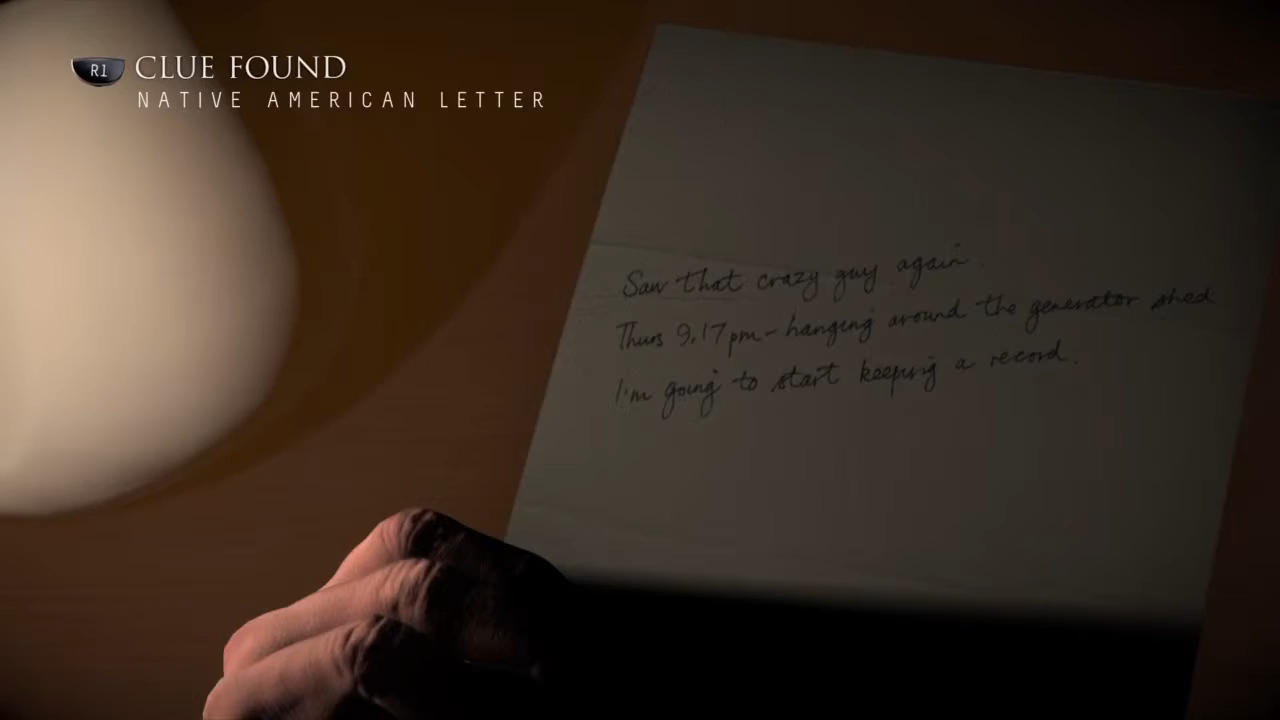 R1 CLUE FOUND
NATIVE AMERICAN LETTER
Saw that crazy guy again.
Thurs 9.17pm - hanging around the generator shed
I'm going to start keeping a record.